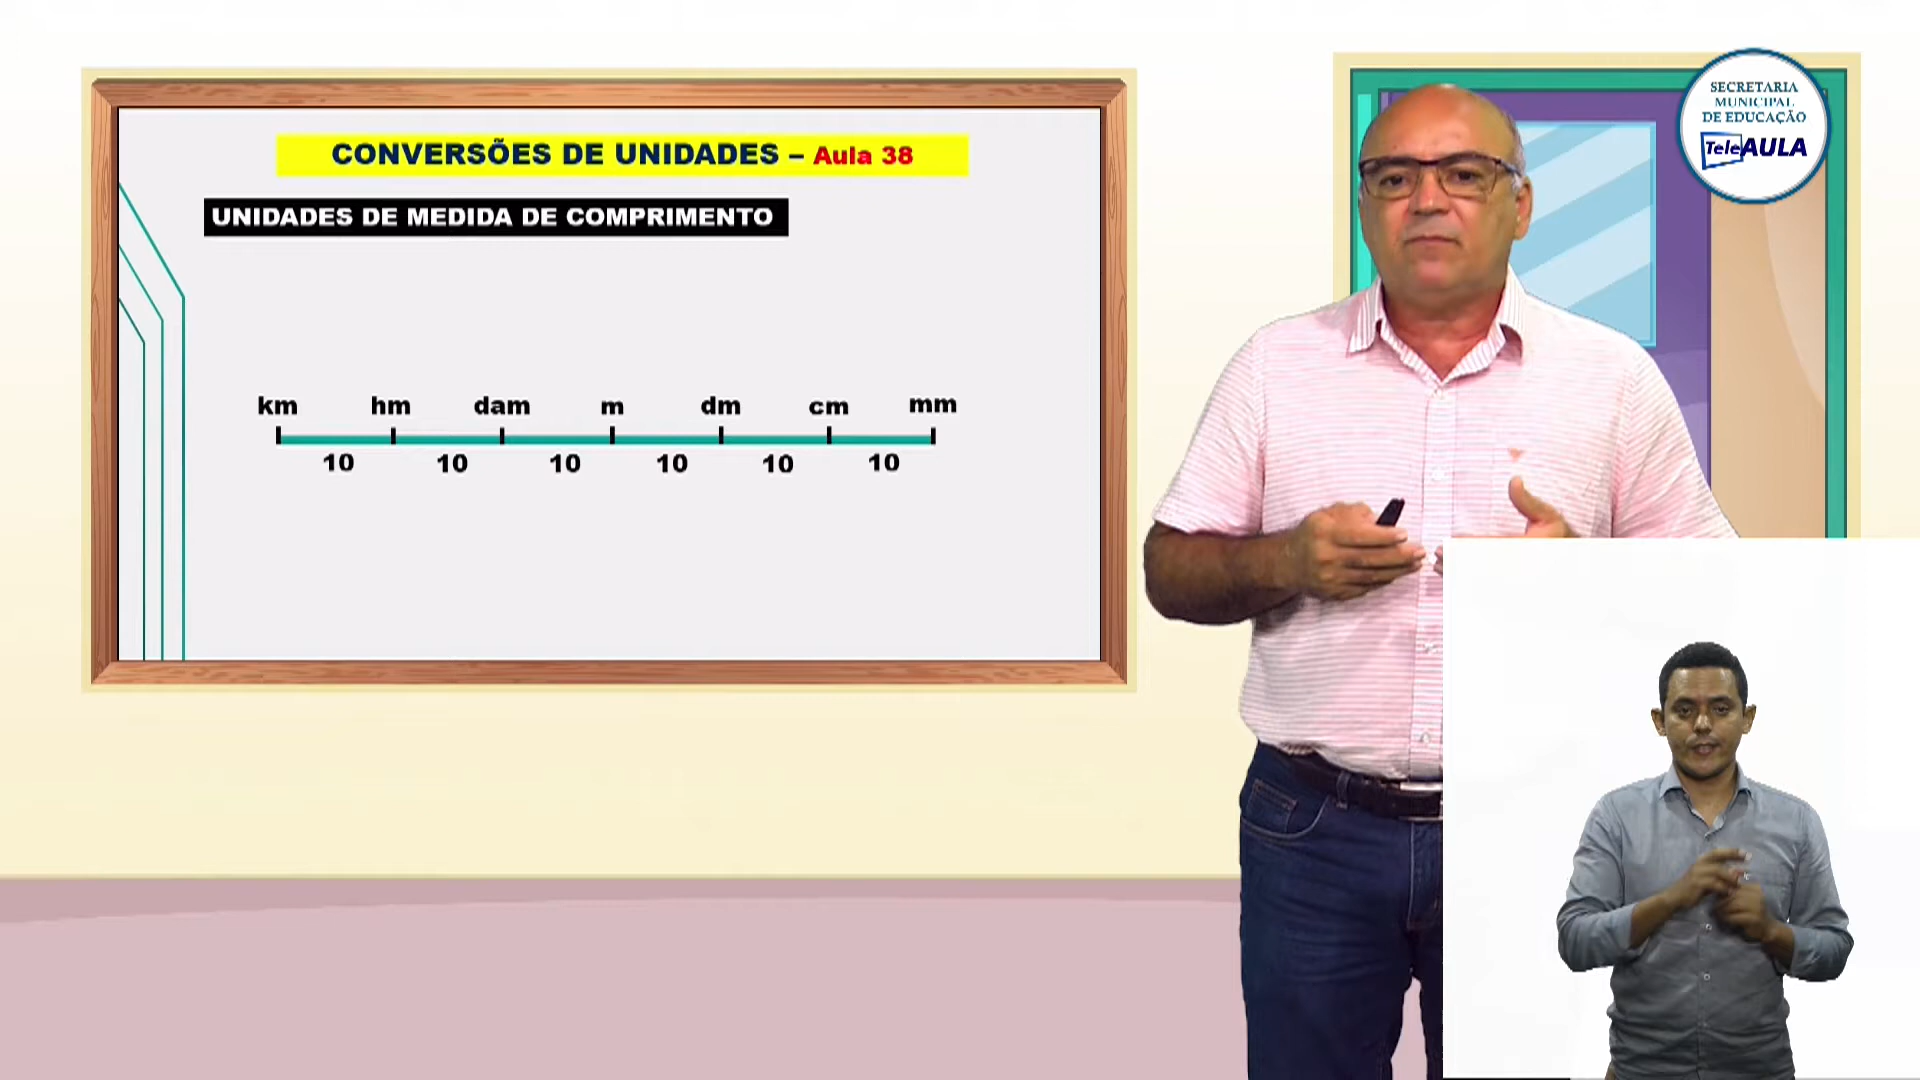 CONVERSÕES DE UNIDADES – Aula 38
UNIDADES DE MEDIDA DE COMPRIMENTO
km hm dam m dm cm mm
10 10 10 10 10 10
SECRETARIA
MUNICIPAL
DE EDUCAÇÃO
TeleAULA